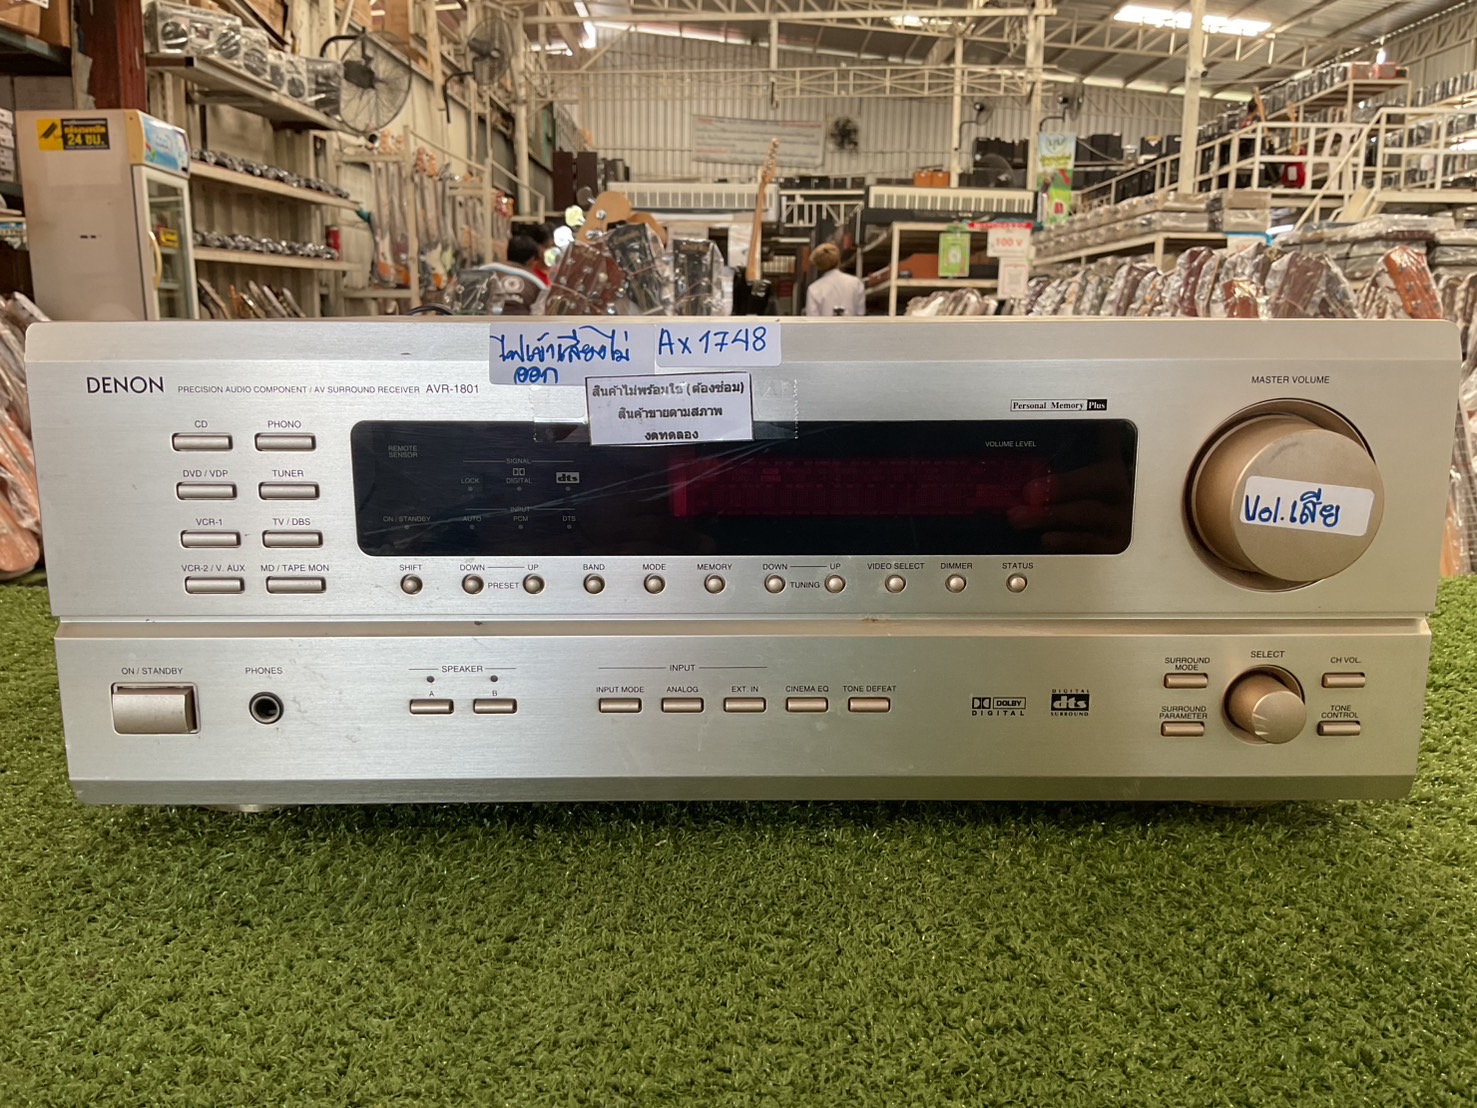 24 ชม.
100 V
ไฟเข้าเสียงไม่
ออก
Ax1748
สินค้าไม่พร้อมใช้ (ต้องซ่อม)
สินค้าขายตามสภาพ
งดทดลอง
DENON
PRECISION AUDIO COMPONENT / AV SURROUND RECEIVER AVR-1801
Personal Memory Plus
MASTER VOLUME
CD
PHONO
DVD / VDP
TUNER
VCR-1
TV / DBS
VCR-2 / V. AUX
MD / TAPE MON
REMOTE
SENSOR
SIGNAL
LOCK
DIGITAL
dts
ON / STANDBY
INPUT
AUTO
PCM
DTS
VOLUME LEVEL
Vol.เสีย
SHIFT
DOWN
UP
PRESET
BAND
MODE
MEMORY
DOWN
UP
TUNING
VIDEO SELECT
DIMMER
STATUS
ON / STANDBY
PHONES
SPEAKER
A
B
INPUT
INPUT MODE
ANALOG
EXT. IN
CINEMA EQ
TONE DEFEAT
DOLBY
DIGITAL
DIGITAL
dts
SURROUND
SURROUND
MODE
SURROUND
PARAMETER
SELECT
CH VOL.
TONE
CONTROL